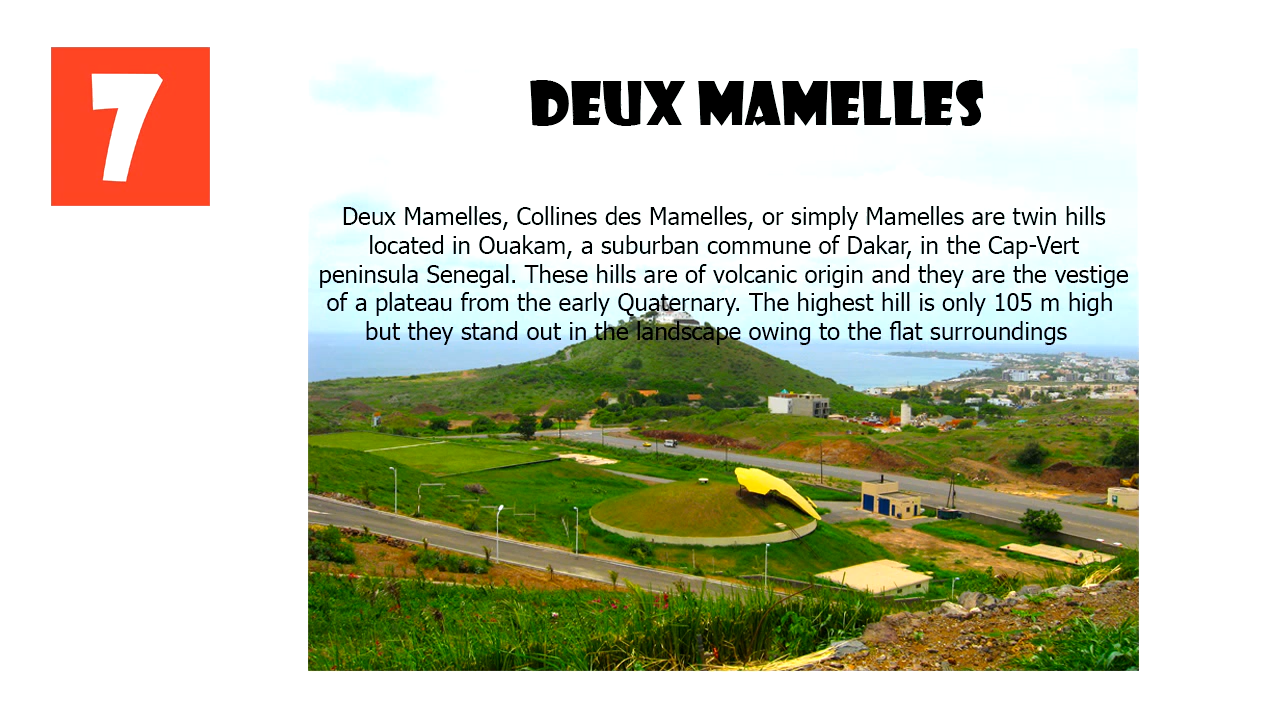 7
DEUX MAMELLES
Deux Mamelles, Collines des Mamelles, or simply Mamelles are twin hills
located in Ouakam, a suburban commune of Dakar, in the Cap-Vert
peninsula Senegal. These hills are of volcanic origin and they are the vestige
of a plateau from the early Quaternary. The highest hill is only 105 m high
but they stand out in the landscape owing to the flat surroundings